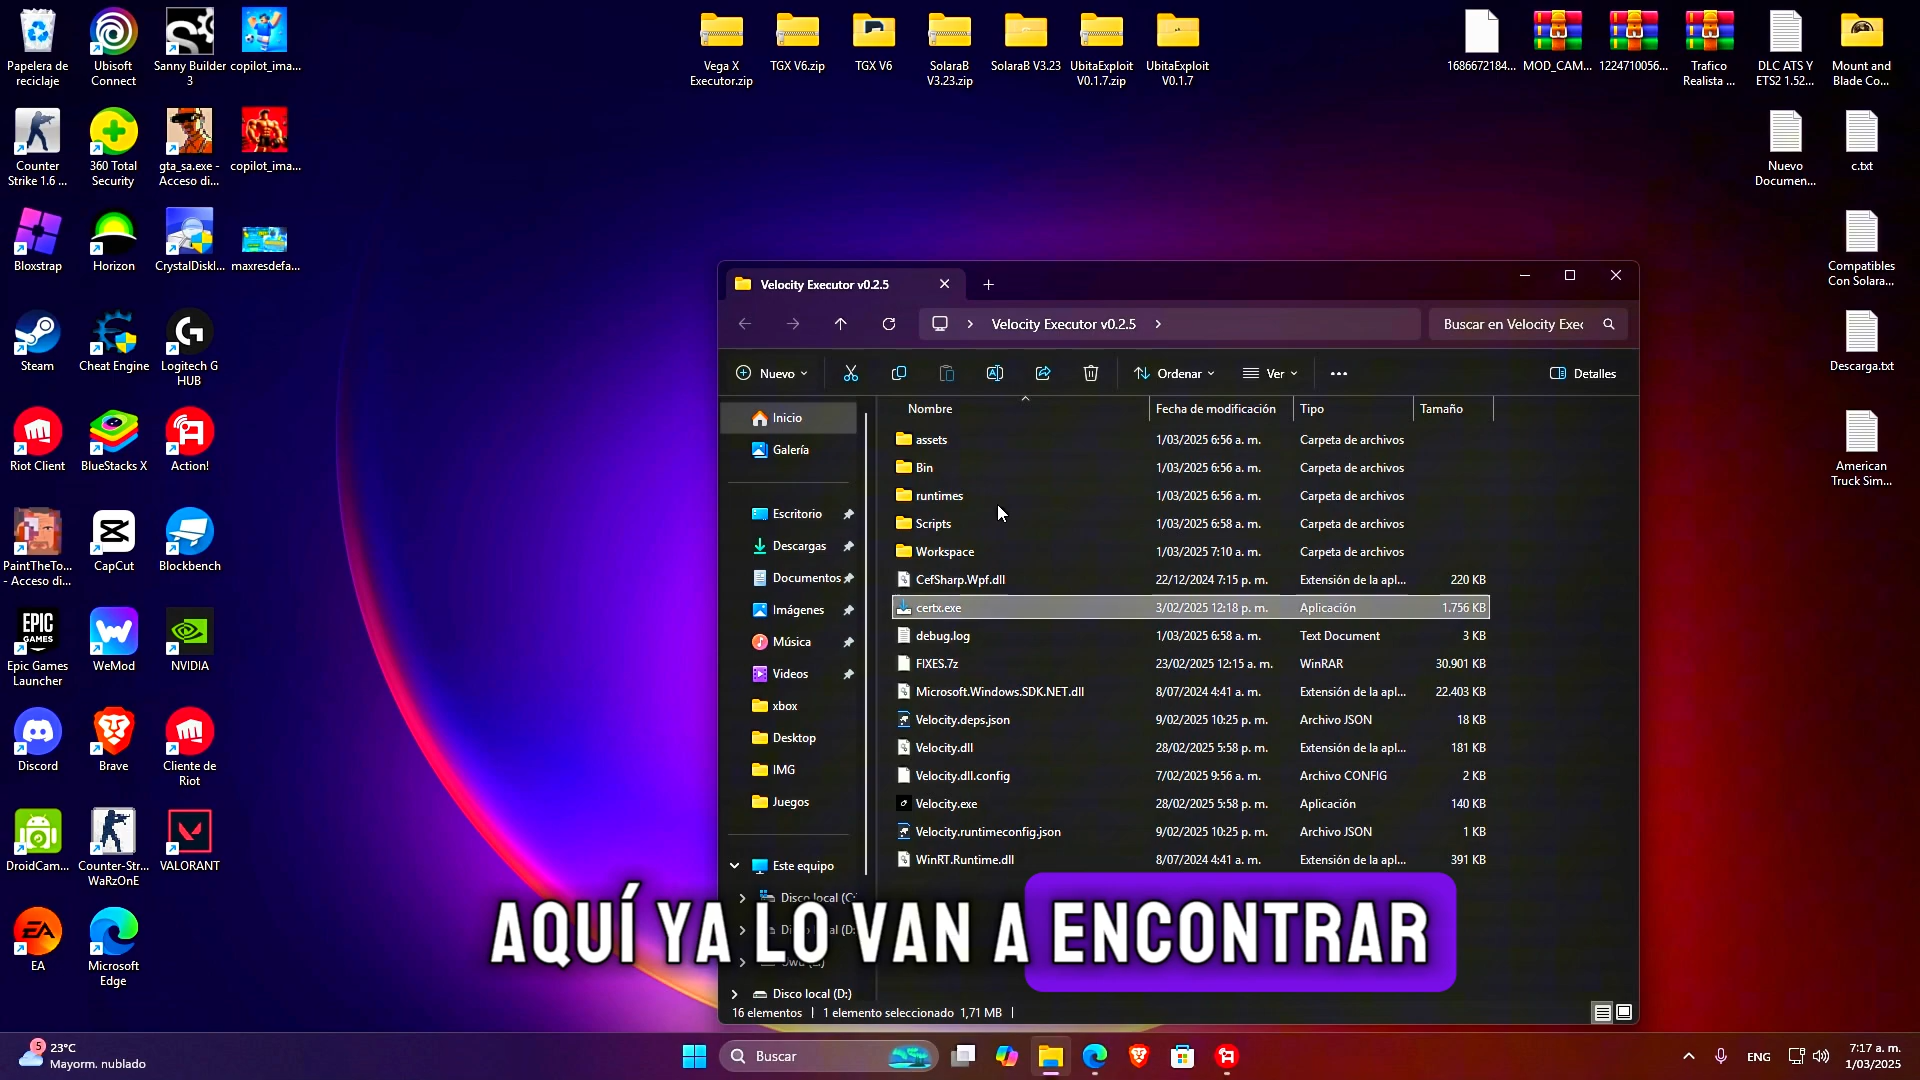 Papelera de
reciclaje
Ubisoft
Connect
Sanny Builder
3
copilot_ima...
Vega X
Executor.zip
TGX V6.zip
TGX V6
SolaraB
V3.23.zip
SolaraB V3.23
UbitaExploit
V0.1.7.zip
UbitaExploit
V0.1.7
1686672184...
MOD_CAM...
1224710056...
Trafico
Realista ...
DLC ATS Y
ETS2 1.52...
Mount and
Blade Co...
Counter
Strike 1.6 ...
360 Total
Security
gta_sa.exe -
Acceso di...
copilot_ima...
Nuevo
Documen...
c.txt
Bloxstrap
Horizon
CrystalDiskI...
maxresdefa...
Compatibles
Con Solara...
Steam
Cheat Engine
Logitech G
HUB
Descarga.txt
Riot Client
BlueStacks X
Action!
American
Truck Sim...
PaintTheTo...
- Acceso di...
CapCut
Blockbench
EPIC
GAMES
Epic Games
Launcher
WeMod
NVIDIA
Discord
Brave
Cliente de
Riot
DroidCam...
Counter-Str...
WaRzOnE
VALORANT
EA
EA
Microsoft
Edge
Velocity Executor v0.2.5
Velocity Executor v0.2.5
Buscar en Velocity Exec
Nuevo
Ordenar
Ver
Detalles
Inicio
Galería
Escritorio
Descargas
Documentos
Imágenes
Música
Videos
xbox
Desktop
IMG
Juegos
Este equipo
Disco local (C:
Disco local (D:
Disco local (D:)
Nombre Fecha de modificación Tipo Tamaño
assets 1/03/2025 6:56 a. m. Carpeta de archivos
Bin 1/03/2025 6:56 a. m. Carpeta de archivos
runtimes 1/03/2025 6:56 a. m. Carpeta de archivos
Scripts 1/03/2025 6:58 a. m. Carpeta de archivos
Workspace 1/03/2025 7:10 a. m. Carpeta de archivos
CefSharp.Wpf.dll 22/12/2024 7:15 p. m. Extensión de la apl... 220 KB
certx.exe 3/02/2025 12:18 p. m. Aplicación 1.756 KB
debug.log 1/03/2025 6:58 a. m. Text Document 3 KB
FIXES.7z 23/02/2025 12:15 a. m. WinRAR 30.901 KB
Microsoft.Windows.SDK.NET.dll 8/07/2024 4:41 a. m. Extensión de la apl... 22.403 KB
Velocity.deps.json 9/02/2025 10:25 p. m. Archivo JSON 18 KB
Velocity.dll 28/02/2025 5:58 p. m. Extensión de la apl... 181 KB
Velocity.dll.config 7/02/2025 9:56 a. m. Archivo CONFIG 2 KB
Velocity.exe 28/02/2025 5:58 p. m. Aplicación 140 KB
Velocity.runtimeconfig.json 9/02/2025 10:25 p. m. Archivo JSON 1 KB
WinRT.Runtime.dll 8/07/2024 4:41 a. m. Extensión de la apl... 391 KB
AQUÍ YA LO VAN A ENCONTRAR
16 elementos 1 elemento seleccionado 1,71 MB
5
23°C
Mayorm. nublado
Buscar
ENG
7:17 a. m.
1/03/2025